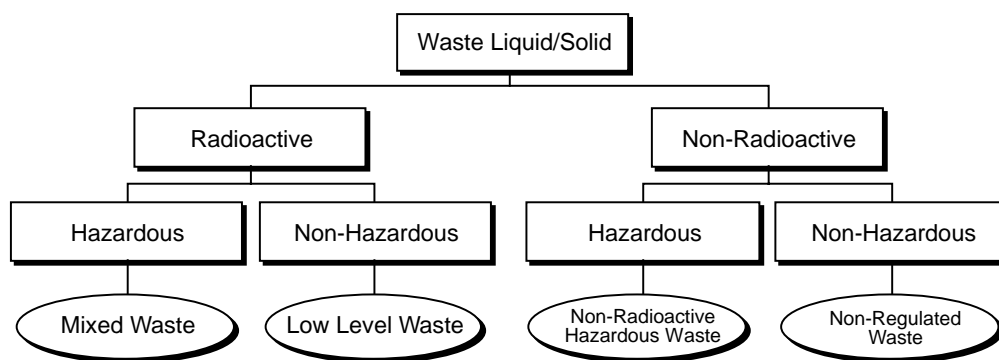 Waste Liquid/Solid
Radioactive
Non-Radioactive
Hazardous
Non-Hazardous
Hazardous
Non-Hazardous
Mixed Waste
Low Level Waste
Non-Radioactive
Hazardous Waste
Non-Regulated
Waste